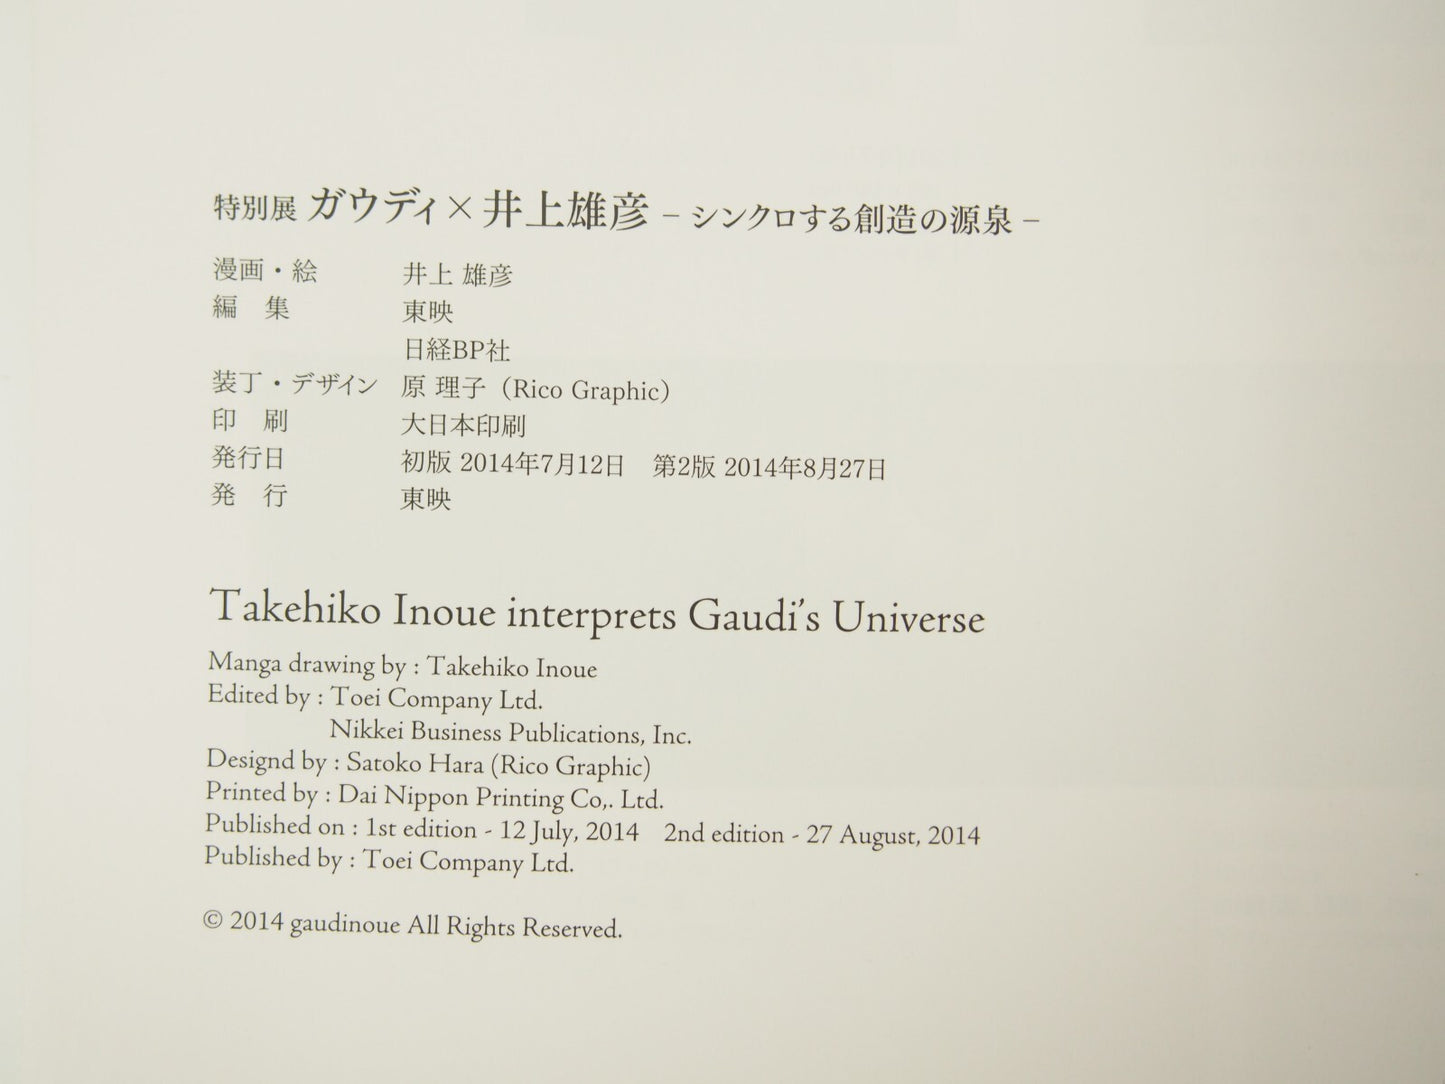 特別展 ガウディ×井上雄彦 – シンクロする創造の源泉 –
漫画・絵　井上 雄彦
編　集　東映
日経BP社
装丁・デザイン　原 理子（Rico Graphic）
印　刷　大日本印刷
発行日　初版 2014年7月12日　第2版 2014年8月27日
発　行　東映
Takehiko Inoue interprets Gaudi's Universe
Manga drawing by : Takehiko Inoue
Edited by : Toei Company Ltd.
Nikkei Business Publications, Inc.
Designd by : Satoko Hara (Rico Graphic)
Printed by : Dai Nippon Printing Co,. Ltd.
Published on : 1st edition - 12 July, 2014　2nd edition - 27 August, 2014
Published by : Toei Company Ltd.
© 2014 gaudinoue All Rights Reserved.